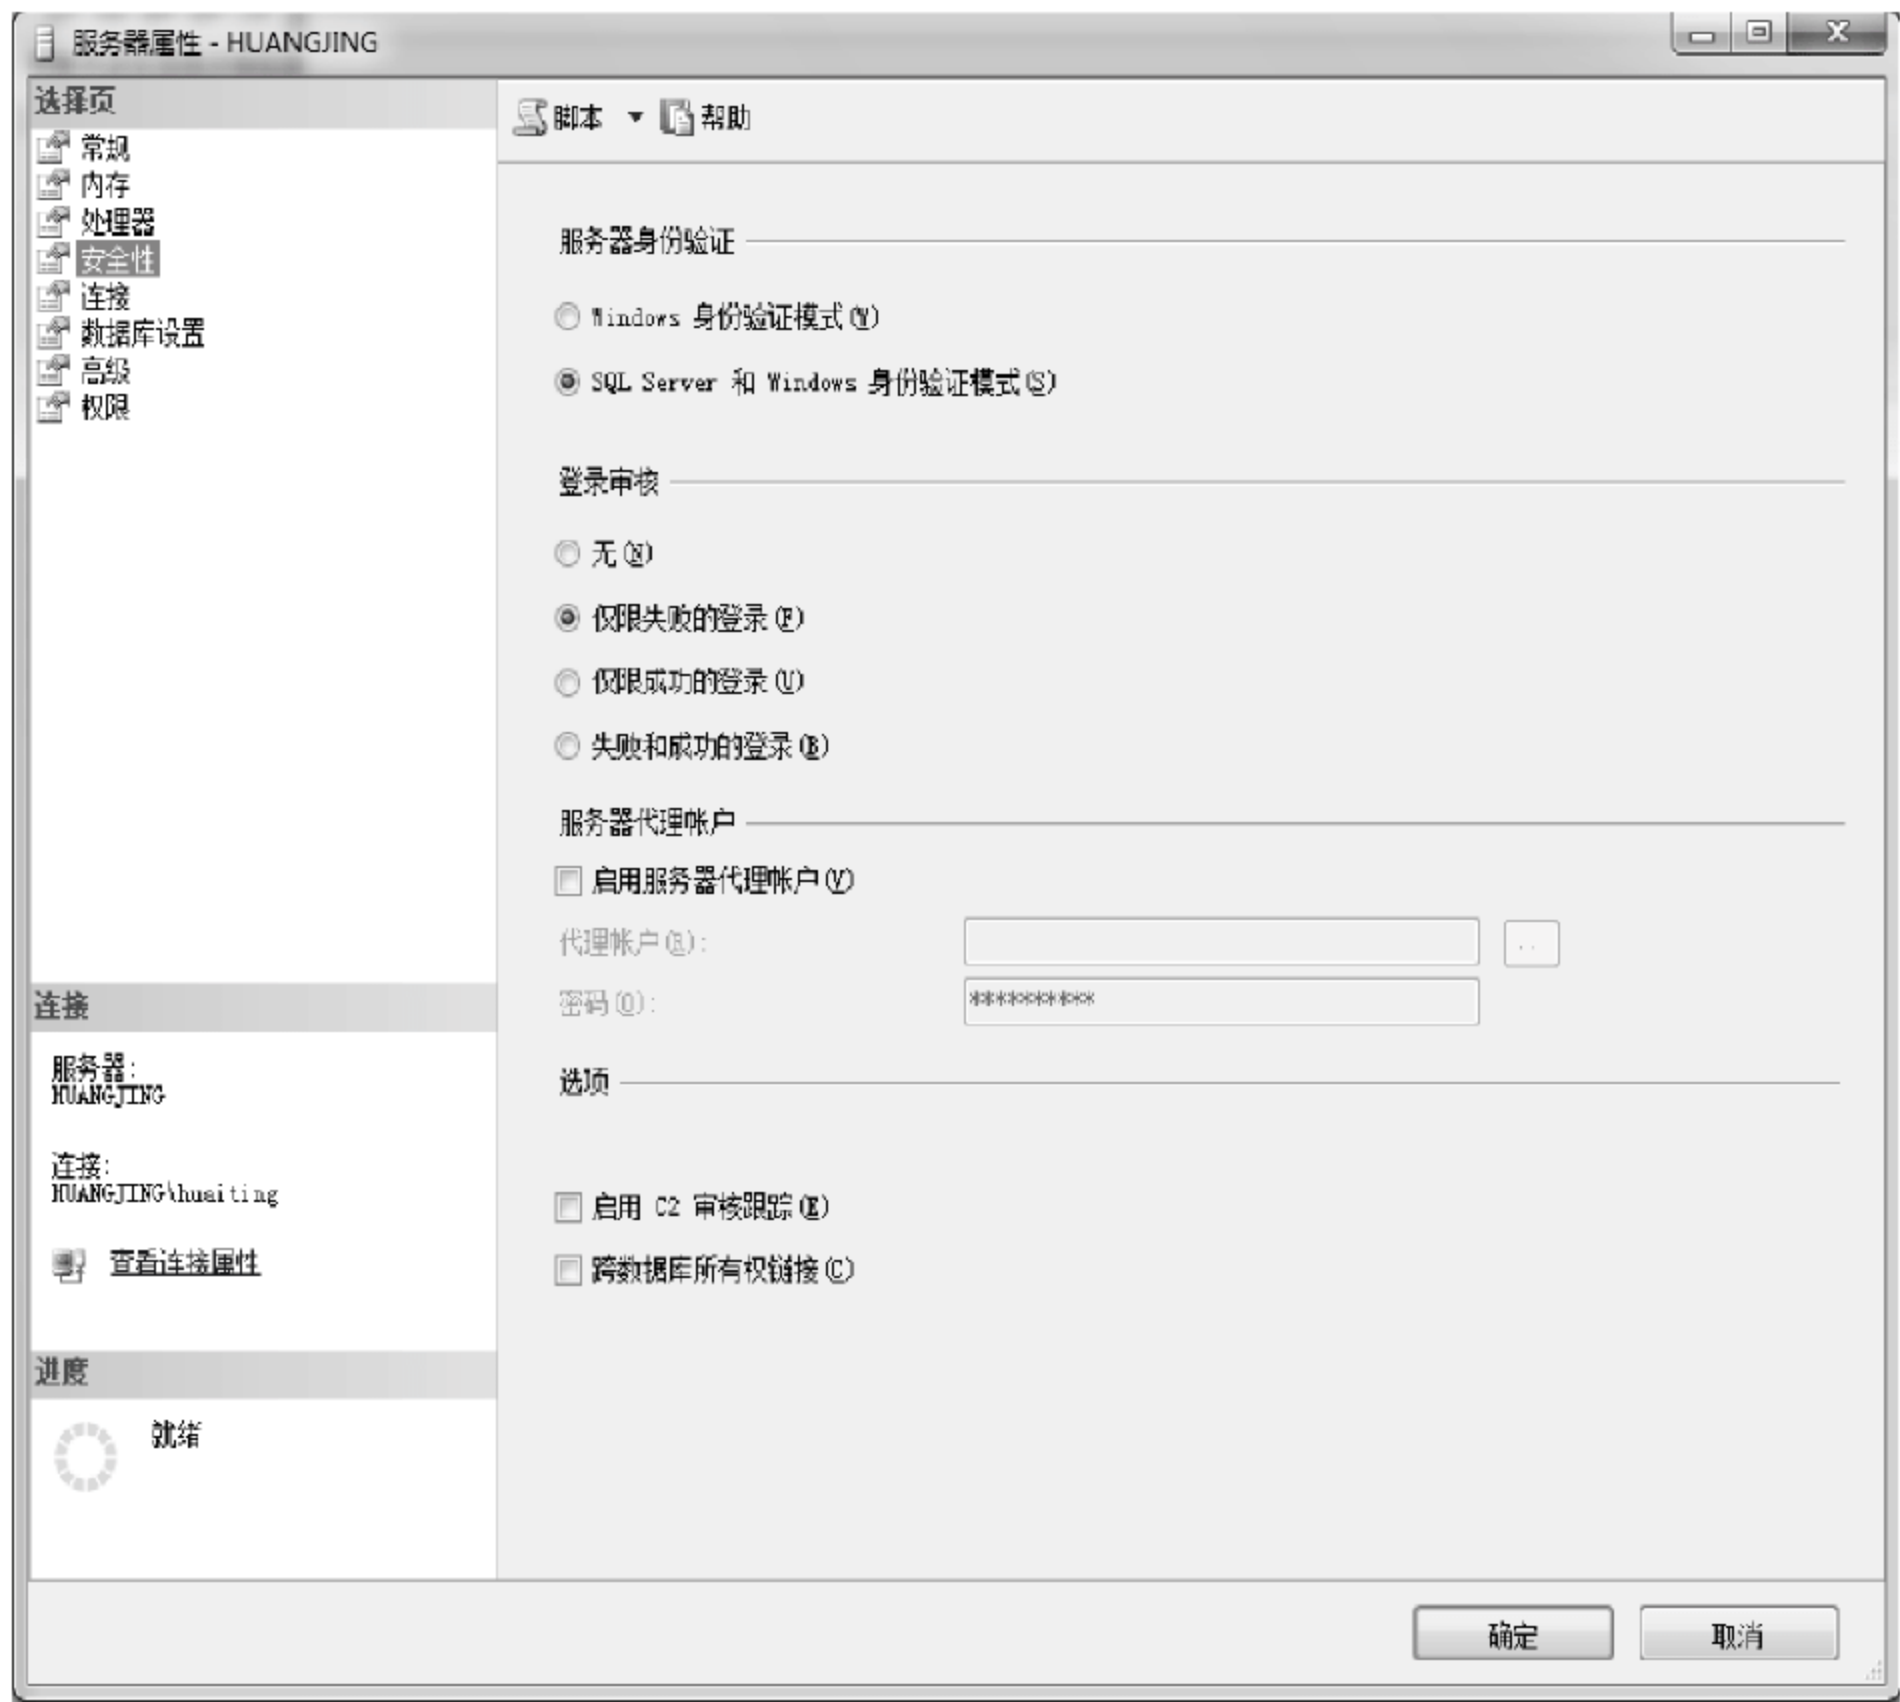 服务器属性 - HUANGJING
选择页
常规
内存
处理器
安全性
连接
数据库设置
高级
权限
脚本 帮助
服务器身份验证
Windows 身份验证模式(W)
SQL Server 和 Windows 身份验证模式(S)
登录审核
无(N)
仅限失败的登录(F)
仅限成功的登录(U)
失败和成功的登录(B)
服务器代理帐户
启用服务器代理帐户(V)
代理帐户(R):
..
密码(O):
***********
选项
启用 C2 审核跟踪(E)
跨数据库所有权链接(C)
连接
服务器:
HUANGJING
连接:
HUANGJING\huaiting
查看连接属性
进度
就绪
确定
取消